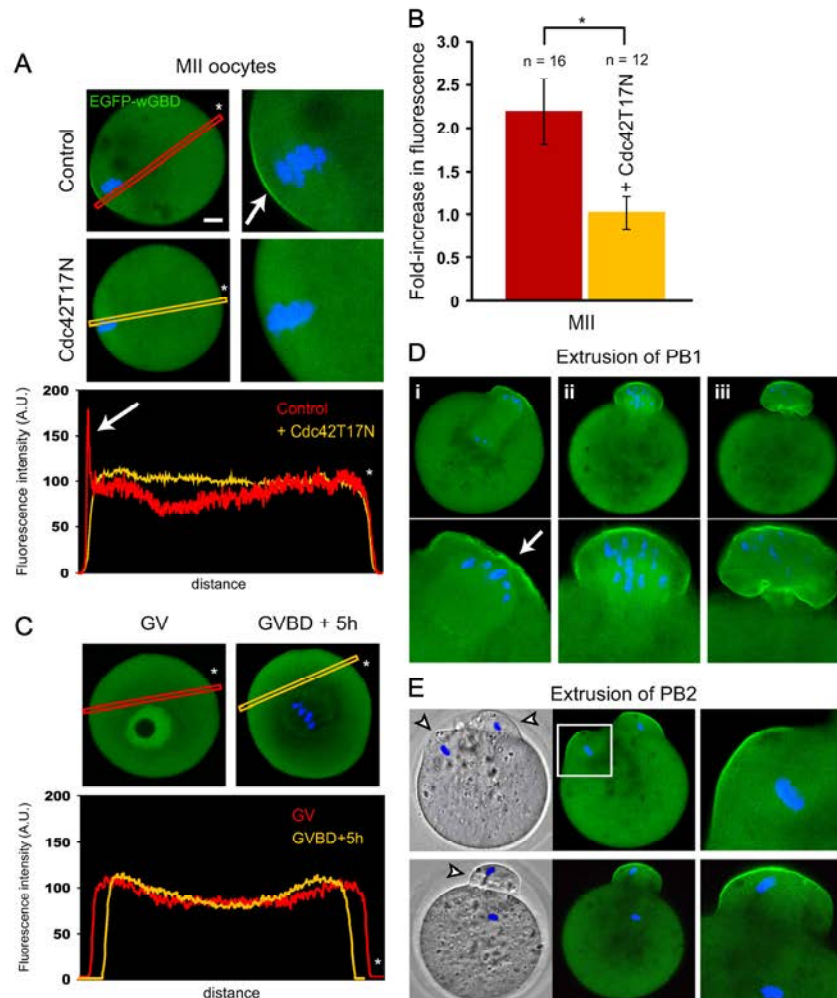 A
MII oocytes
EGFP-wGBD
*
Control
*
Cdc42T17N
200
150
100
50
0
Fluorescence intensity (A.U.)
Control
+ Cdc42T17N
*
distance
B
*
3.0
2.5
2.0
1.5
1.0
0.5
0
Fold-increase in fluorescence
n = 16
n = 12
+ Cdc42T17N
MII
C
GV
GVBD + 5h
*
*
200
150
100
50
0
Fluorescence intensity (A.U.)
GV
GVBD+5h
*
distance
D
Extrusion of PB1
i
ii
iii
E
Extrusion of PB2